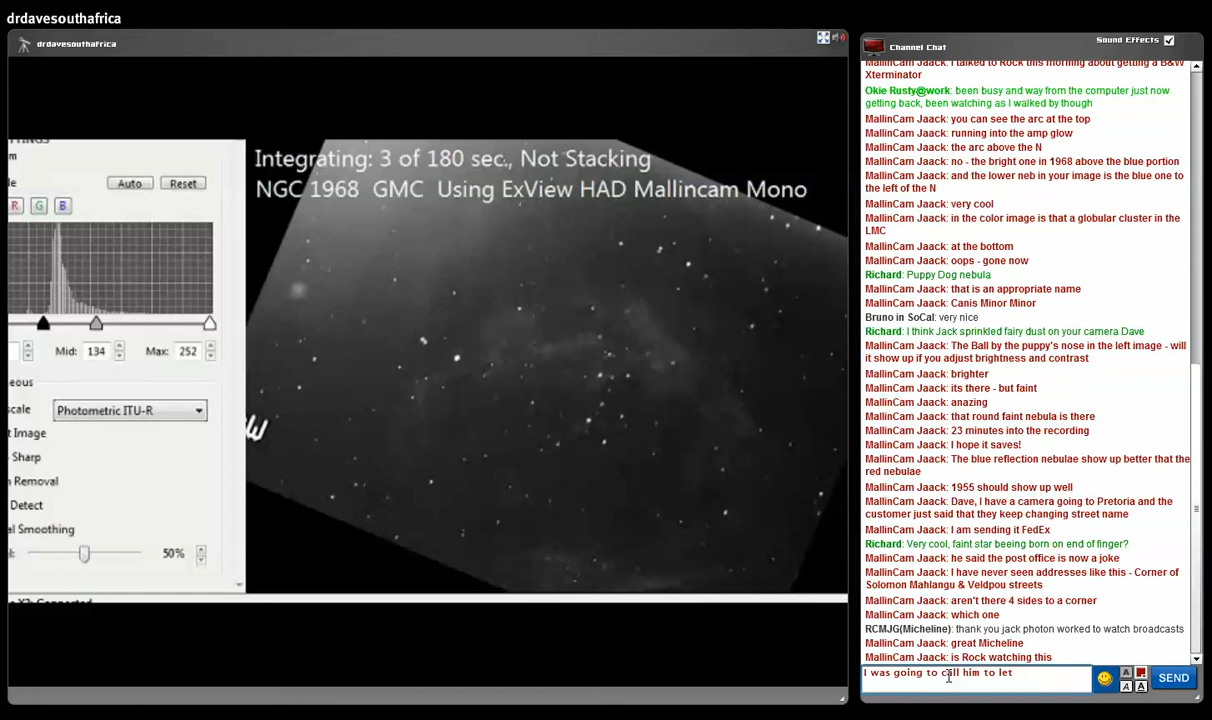 drdavesouthafrica
drdavesouthafrica
Auto
Reset
R
G
B
Mid: 134
Max: 252
Photometric ITU-R
Image
Sharp
Removal
Detect
Smoothing
50%
Integrating: 3 of 180 sec., Not Stacking
NGC 1968 GMC Using ExView HAD Mallincam Mono
W
Channel Chat
Sound Effects
MallinCam Jaack: I talked to Rock this morning about getting a B&W
Xterminator
Okie Rusty@work: been busy and way from the computer just now
getting back, been watching as I walked by though
MallinCam Jaack: you can see the arc at the top
MallinCam Jaack: running into the amp glow
MallinCam Jaack: the arc above the N
MallinCam Jaack: no - the bright one in 1968 above the blue portion
MallinCam Jaack: and the lower neb in your image is the blue one to
the left of the N
MallinCam Jaack: very cool
MallinCam Jaack: in the color image is that a globular cluster in the
LMC
MallinCam Jaack: at the bottom
MallinCam Jaack: oops - gone now
Richard: Puppy Dog nebula
MallinCam Jaack: that is an appropriate name
MallinCam Jaack: Canis Minor Minor
Bruno in SoCal: very nice
Richard: I think Jack sprinkled fairy dust on your camera Dave
MallinCam Jaack: The Ball by the puppy's nose in the left image - will
it show up if you adjust brightness and contrast
MallinCam Jaack: brighter
MallinCam Jaack: its there - but faint
MallinCam Jaack: anazing
MallinCam Jaack: that round faint nebula is there
MallinCam Jaack: 23 minutes into the recording
MallinCam Jaack: I hope it saves!
MallinCam Jaack: The blue reflection nebulae show up better that the
red nebulae
MallinCam Jaack: 1955 should show up well
MallinCam Jaack: Dave, I have a camera going to Pretoria and the
customer just said that they keep changing street name
MallinCam Jaack: I am sending it FedEx
Richard: Very cool, faint star beeing born on end of finger?
MallinCam Jaack: he said the post office is now a joke
MallinCam Jaack: I have never seen addresses like this - Corner of
Solomon Mahlangu & Veldpou streets
MallinCam Jaack: aren't there 4 sides to a corner
MallinCam Jaack: which one
RCMJG(Micheline): thank you jack photon worked to watch broadcasts
MallinCam Jaack: great Micheline
MallinCam Jaack: is Rock watching this
I was going to call him to let
A
A
A
SEND